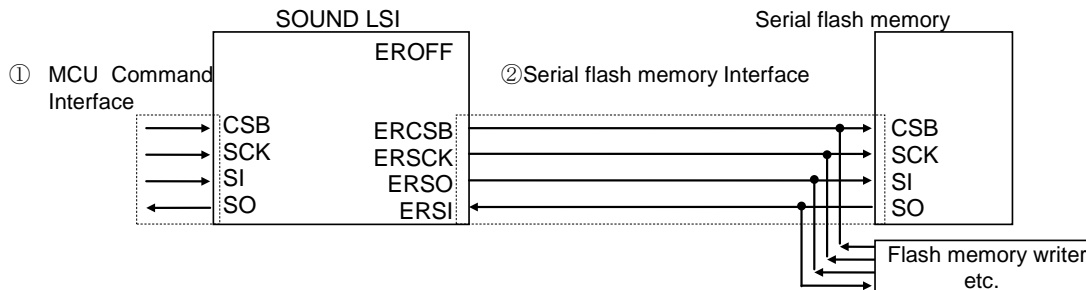 SOUND LSI
Serial flash memory
EROFF
① MCU Command
Interface
②Serial flash memory Interface
CSB
SCK
SI
SO
ERCSB
ERSCK
ERSO
ERSI
CSB
SCK
SI
SO
Flash memory writer
etc.